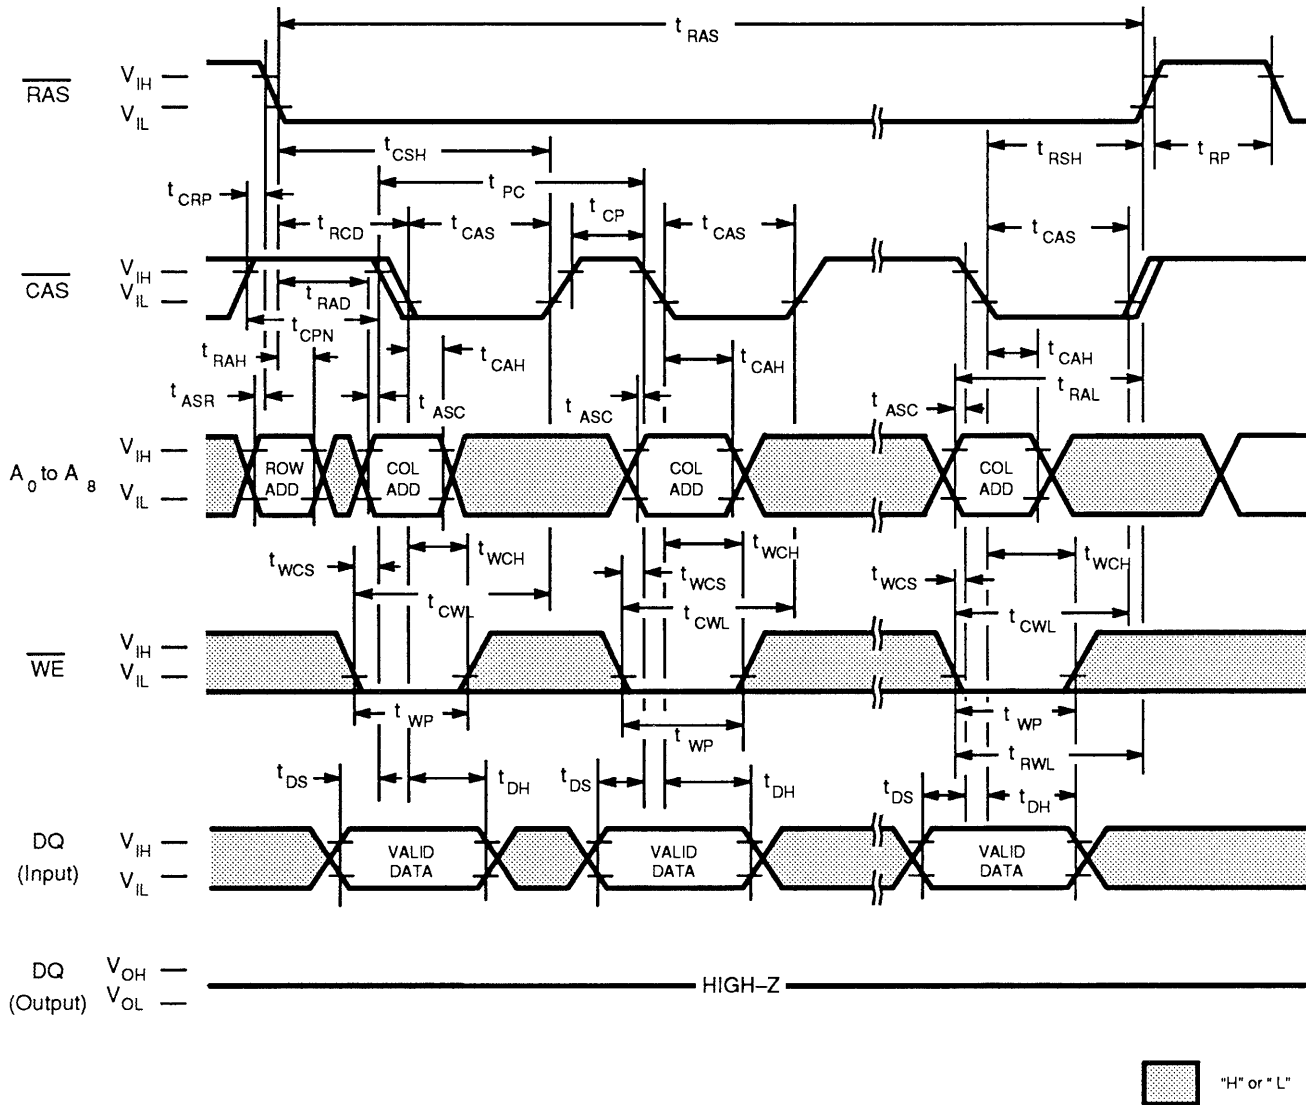 t RAS
RAS
V IH
V IL
t CSH
t RSH
t RP
t CRP
t PC
t RCD
t CAS
t CP
t CAS
t CAS
CAS
V IH
V IL
t RAD
t CPN
t RAH
t CAH
t CAH
t CAH
t RAL
t ASR
t ASC
t ASC
t ASC
A 0 to A 8
V IH
V IL
ROW ADD
COL ADD
COL ADD
COL ADD
t WCS
t WCH
t WCS
t WCH
t WCS
t WCH
t CWL
t CWL
t CWL
WE
V IH
V IL
t WP
t WP
t WP
t RWL
t DS
t DH
t DS
t DH
t DS
t DH
DQ
(Input)
V IH
V IL
VALID DATA
VALID DATA
VALID DATA
DQ
(Output)
V OH
V OL
HIGH–Z
"H" or "L"